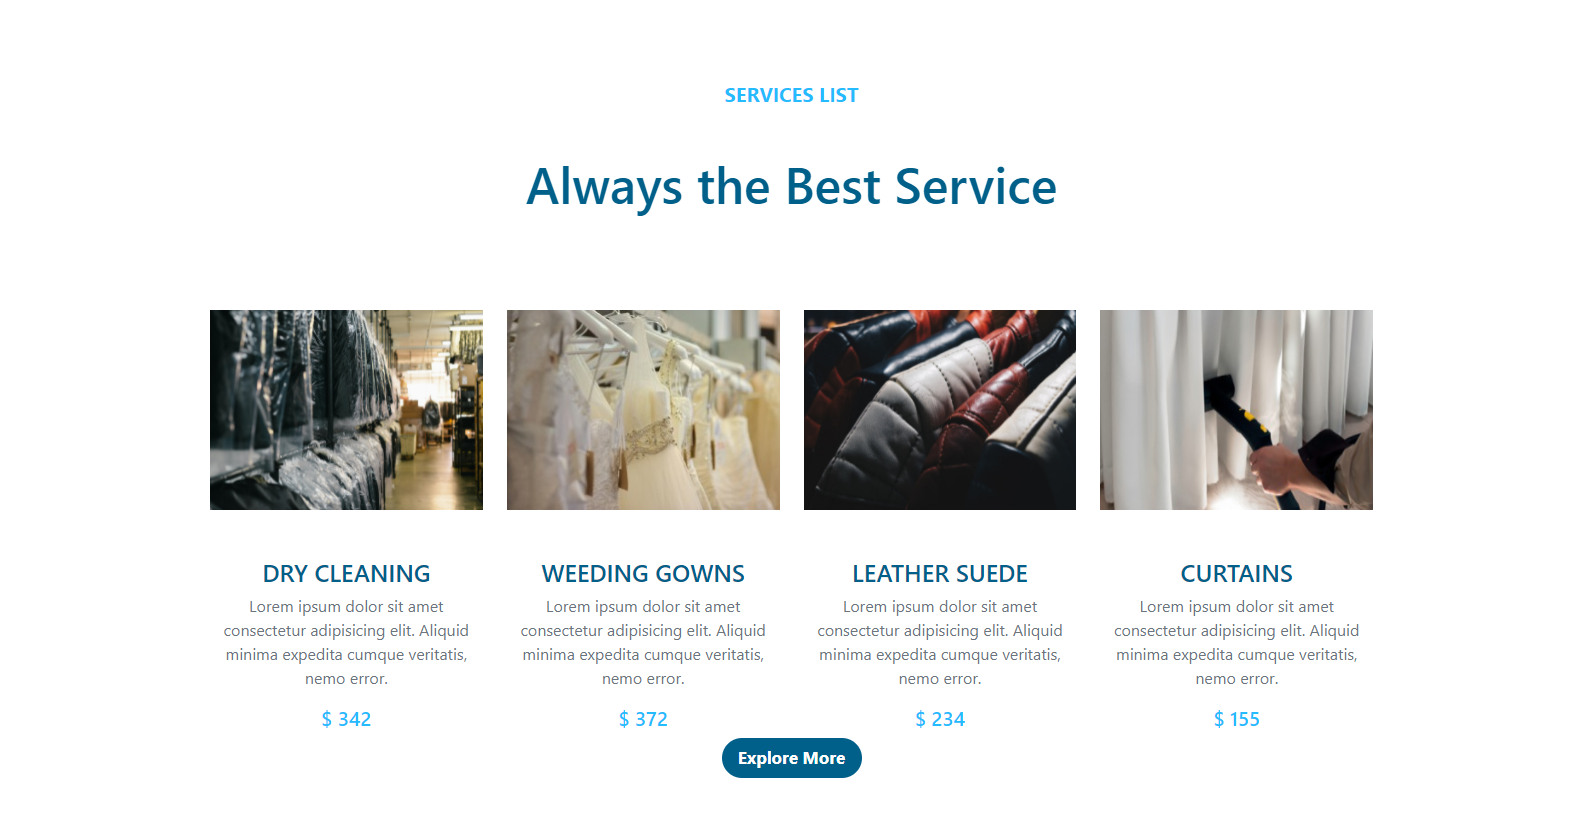 SERVICES LIST
Always the Best Service
DRY CLEANING
Lorem ipsum dolor sit amet
consectetur adipisicing elit. Aliquid
minima expedita cumque veritatis,
nemo error.
$ 342
WEEDING GOWNS
Lorem ipsum dolor sit amet
consectetur adipisicing elit. Aliquid
minima expedita cumque veritatis,
nemo error.
$ 372
LEATHER SUEDE
Lorem ipsum dolor sit amet
consectetur adipisicing elit. Aliquid
minima expedita cumque veritatis,
nemo error.
$ 234
CURTAINS
Lorem ipsum dolor sit amet
consectetur adipisicing elit. Aliquid
minima expedita cumque veritatis,
nemo error.
$ 155
Explore More